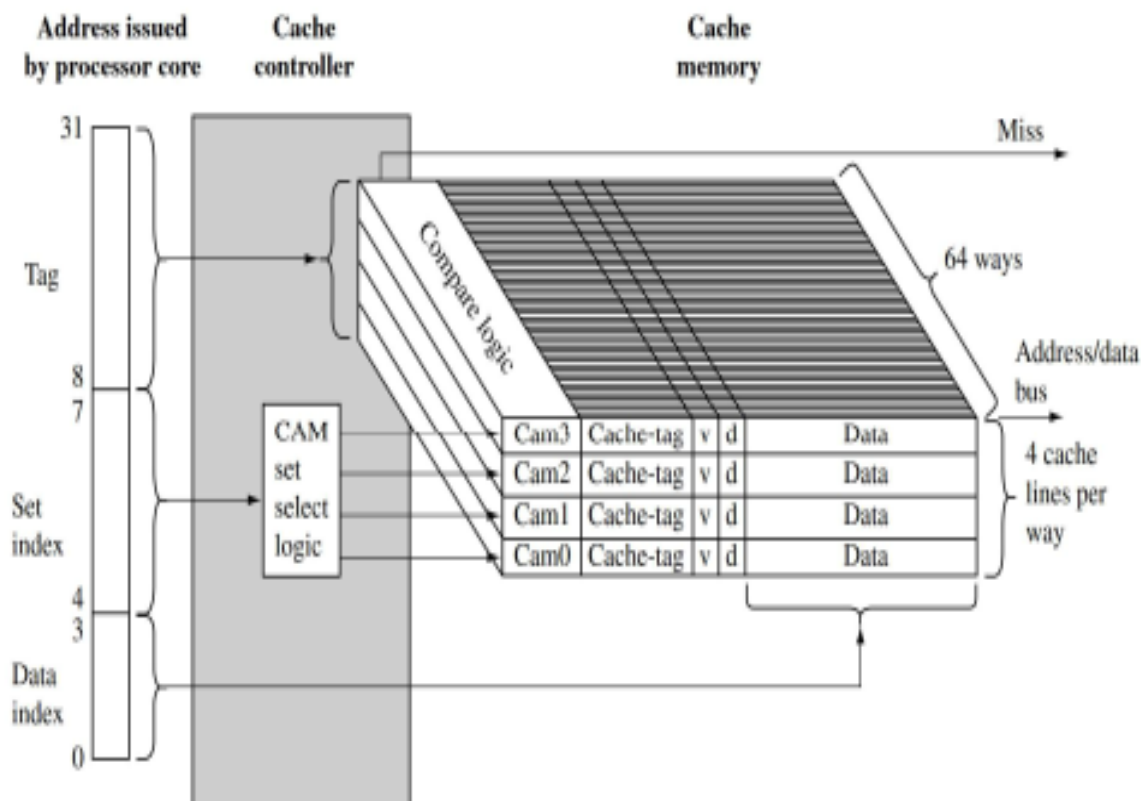 Address issued
by processor core
Cache
controller
Cache
memory
31
Miss
Tag
Compare logic
64 ways
8
7
Address/data
bus
CAM
set
select
logic
Cam3 Cache-tag v d Data
Cam2 Cache-tag v d Data
Cam1 Cache-tag v d Data
Cam0 Cache-tag v d Data
4 cache
lines per
way
Set
index
4
3
Data
index
0